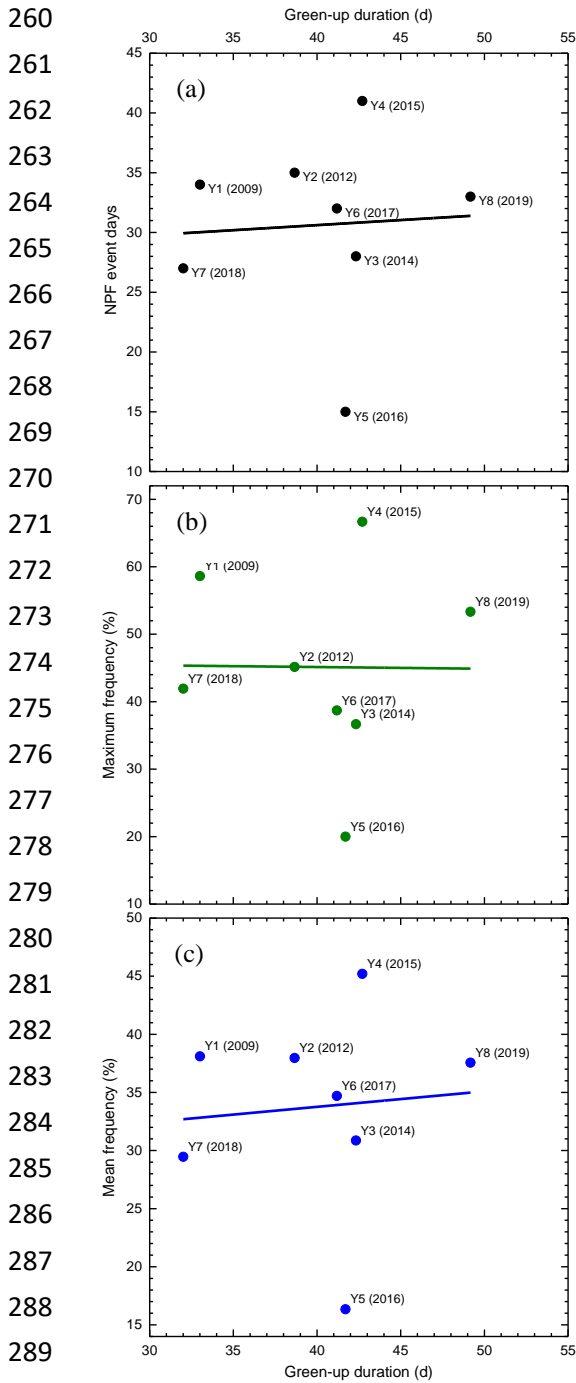 260
Green-up duration (d)
30 35 40 45 50 55
261
262
263
264
265
266
267
268
269
270
NPF event days
45
40
35
30
25
20
15
10
(a)
Y4 (2015)
Y2 (2012)
Y1 (2009)
Y8 (2019)
Y6 (2017)
Y3 (2014)
Y7 (2018)
Y5 (2016)
271
272
273
274
275
276
277
278
279
Maximum frequency (%)
70
60
50
40
30
20
10
(b)
Y4 (2015)
Y1 (2009)
Y8 (2019)
Y2 (2012)
Y7 (2018)
Y6 (2017)
Y3 (2014)
Y5 (2016)
280
281
282
283
284
285
286
287
288
289
Mean frequency (%)
50
45
40
35
30
25
20
15
(c)
Y4 (2015)
Y1 (2009)
Y2 (2012)
Y8 (2019)
Y6 (2017)
Y3 (2014)
Y7 (2018)
Y5 (2016)
30 35 40 45 50 55
Green-up duration (d)